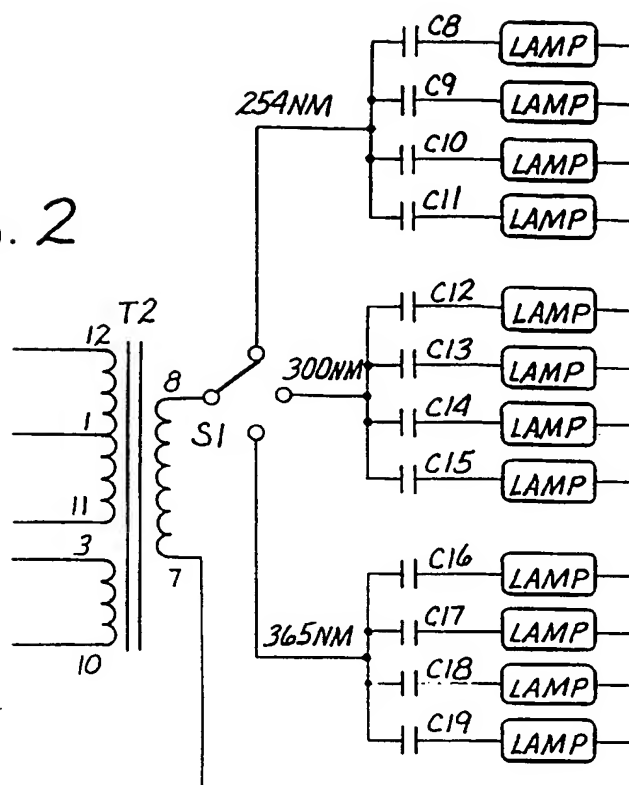 C8 LAMP
254NM C9 LAMP
C10 LAMP
C11 LAMP
. 2
T2
12
8
1
S1
11
3
7
10
300NM
C12 LAMP
C13 LAMP
C14 LAMP
C15 LAMP
365NM
C16 LAMP
C17 LAMP
C18 LAMP
C19 LAMP